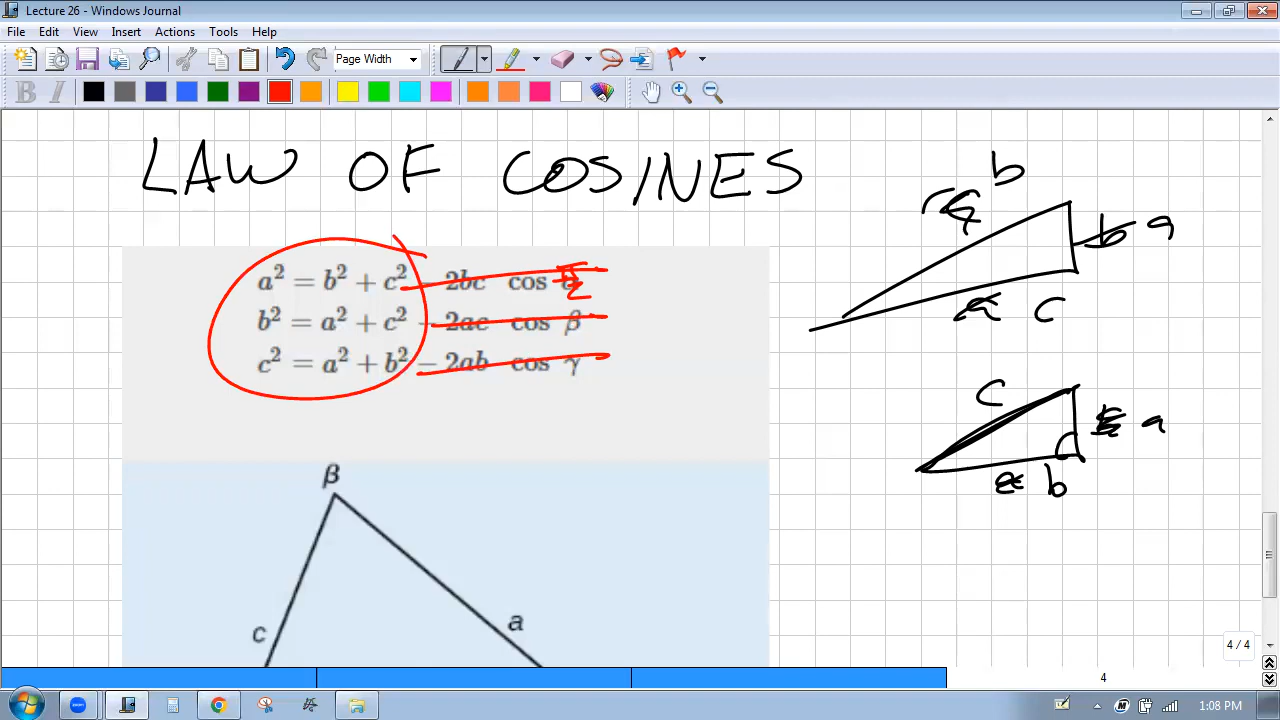 Lecture 26 - Windows Journal
File Edit View Insert Actions Tools Help
Page Width
B I
LAW OF COSINES
a² = b² + c² - 2bc cos
b² = a² + c² - 2ac cos β
c² = a² + b² - 2ab cos γ
b
b a
a c
c
a
b
β
c
a
4 / 4
4
1:08 PM